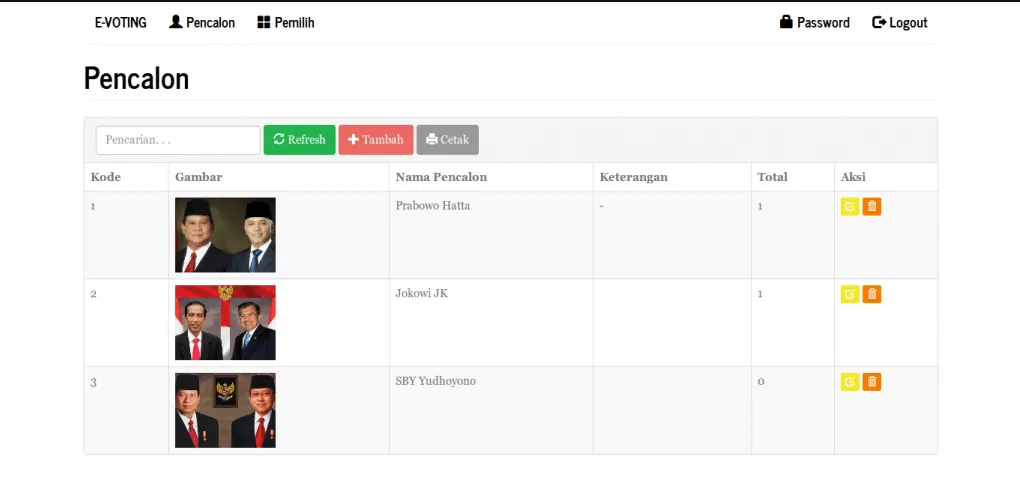 E-VOTING Pencalon Pemilih Password Logout
Pencalon
Pencarian. . . Refresh Tambah Cetak
Kode Gambar Nama Pencalon Keterangan Total Aksi
1 Prabowo Hatta - 1
2 Jokowi JK 1
3 SBY Yudhoyono 0